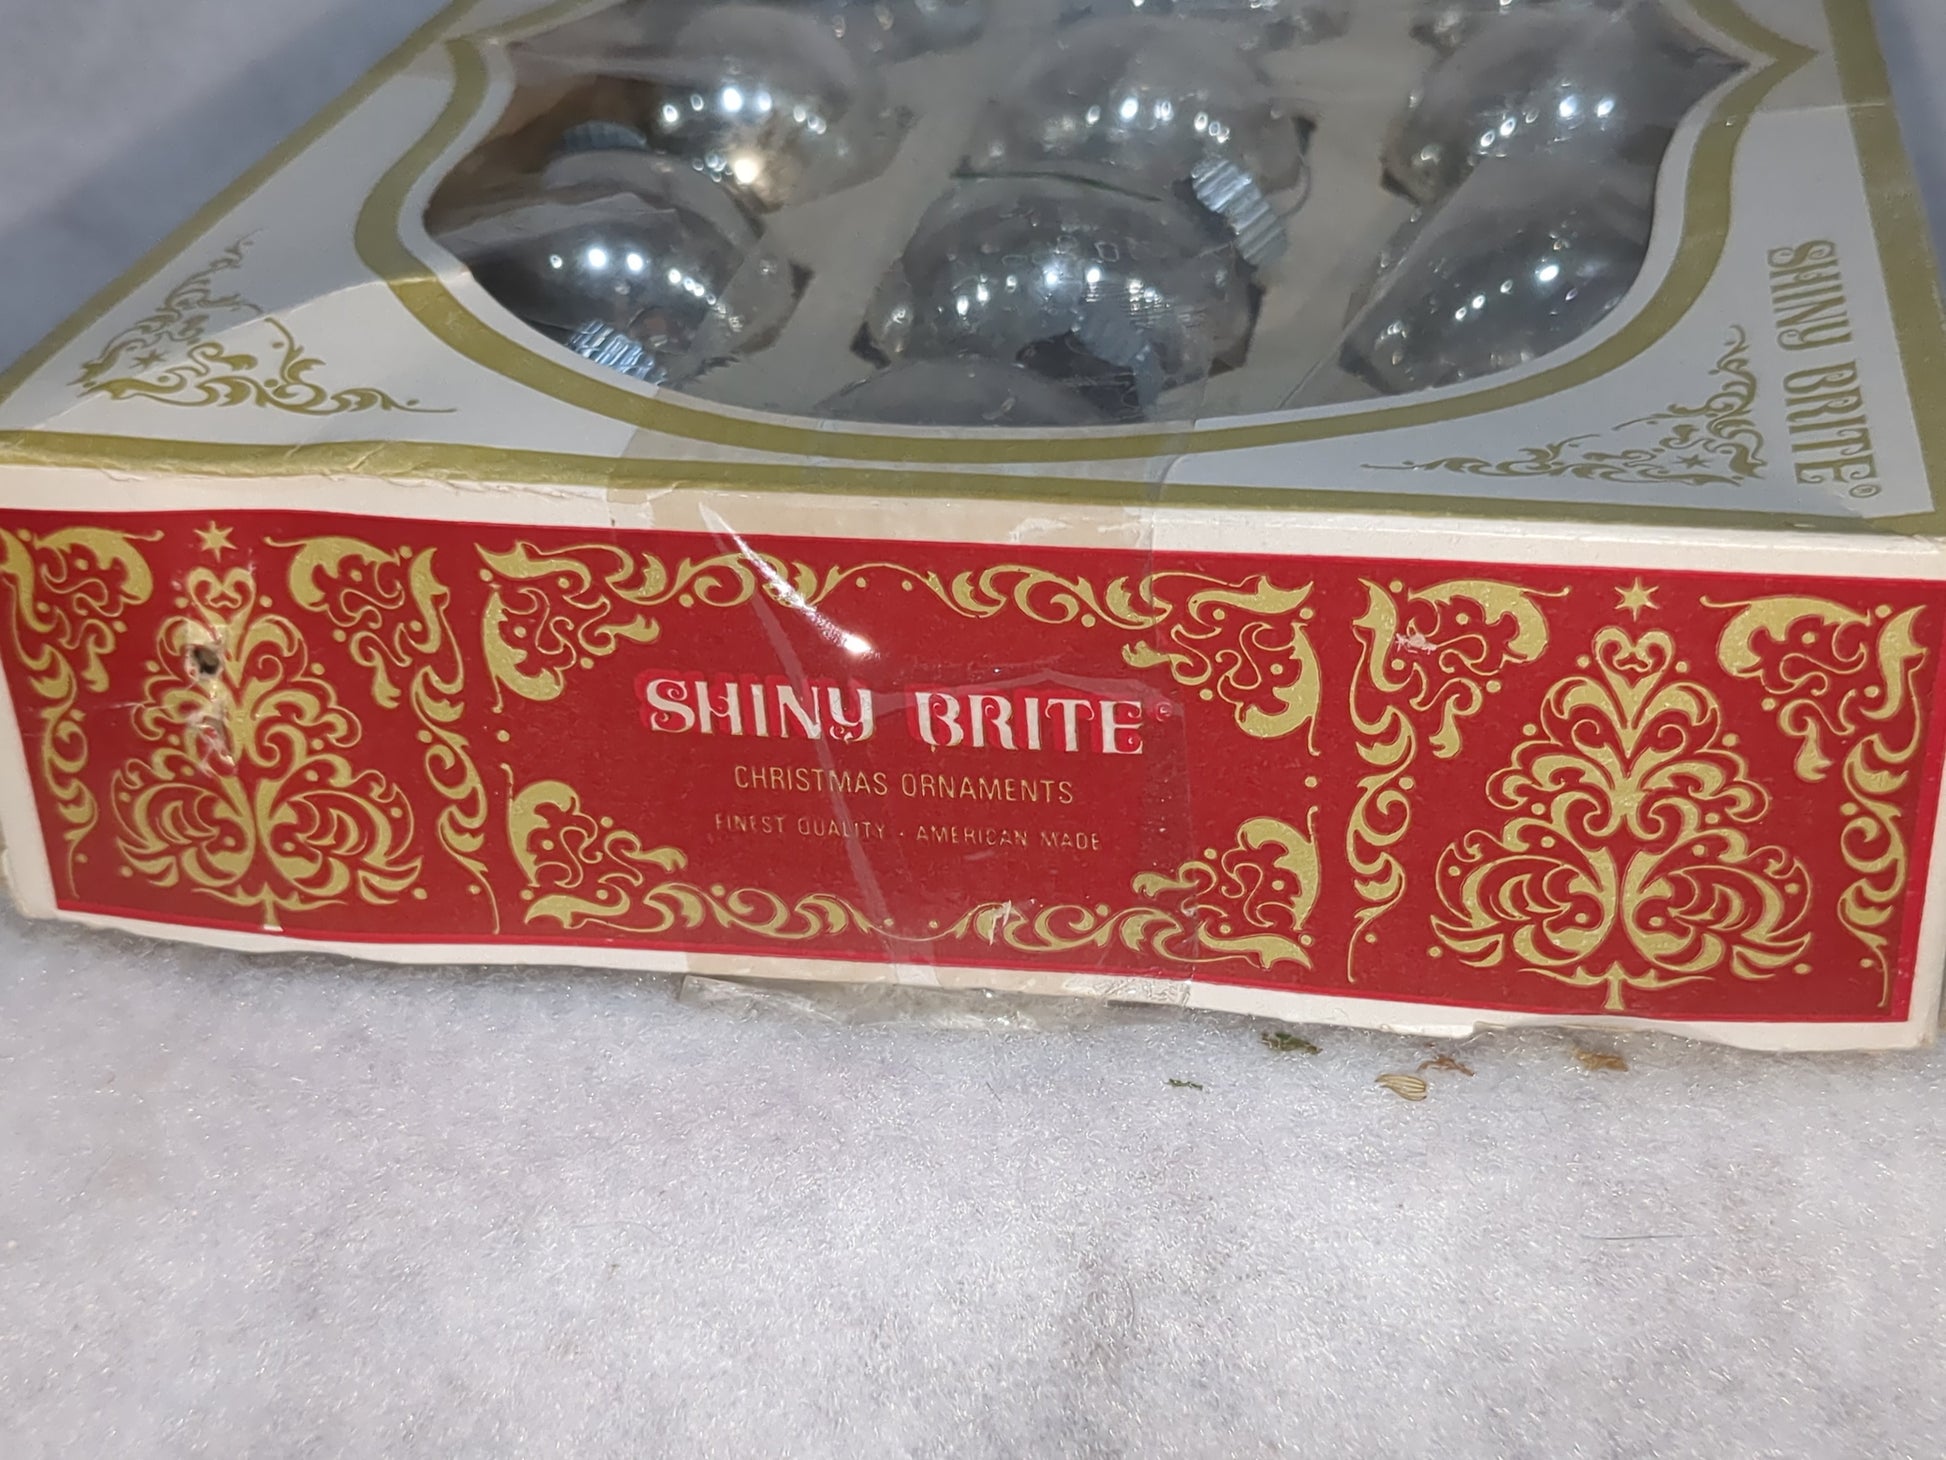 SHINY BRITE®
SHINY BRITE®
CHRISTMAS ORNAMENTS
FINEST QUALITY - AMERICAN MADE